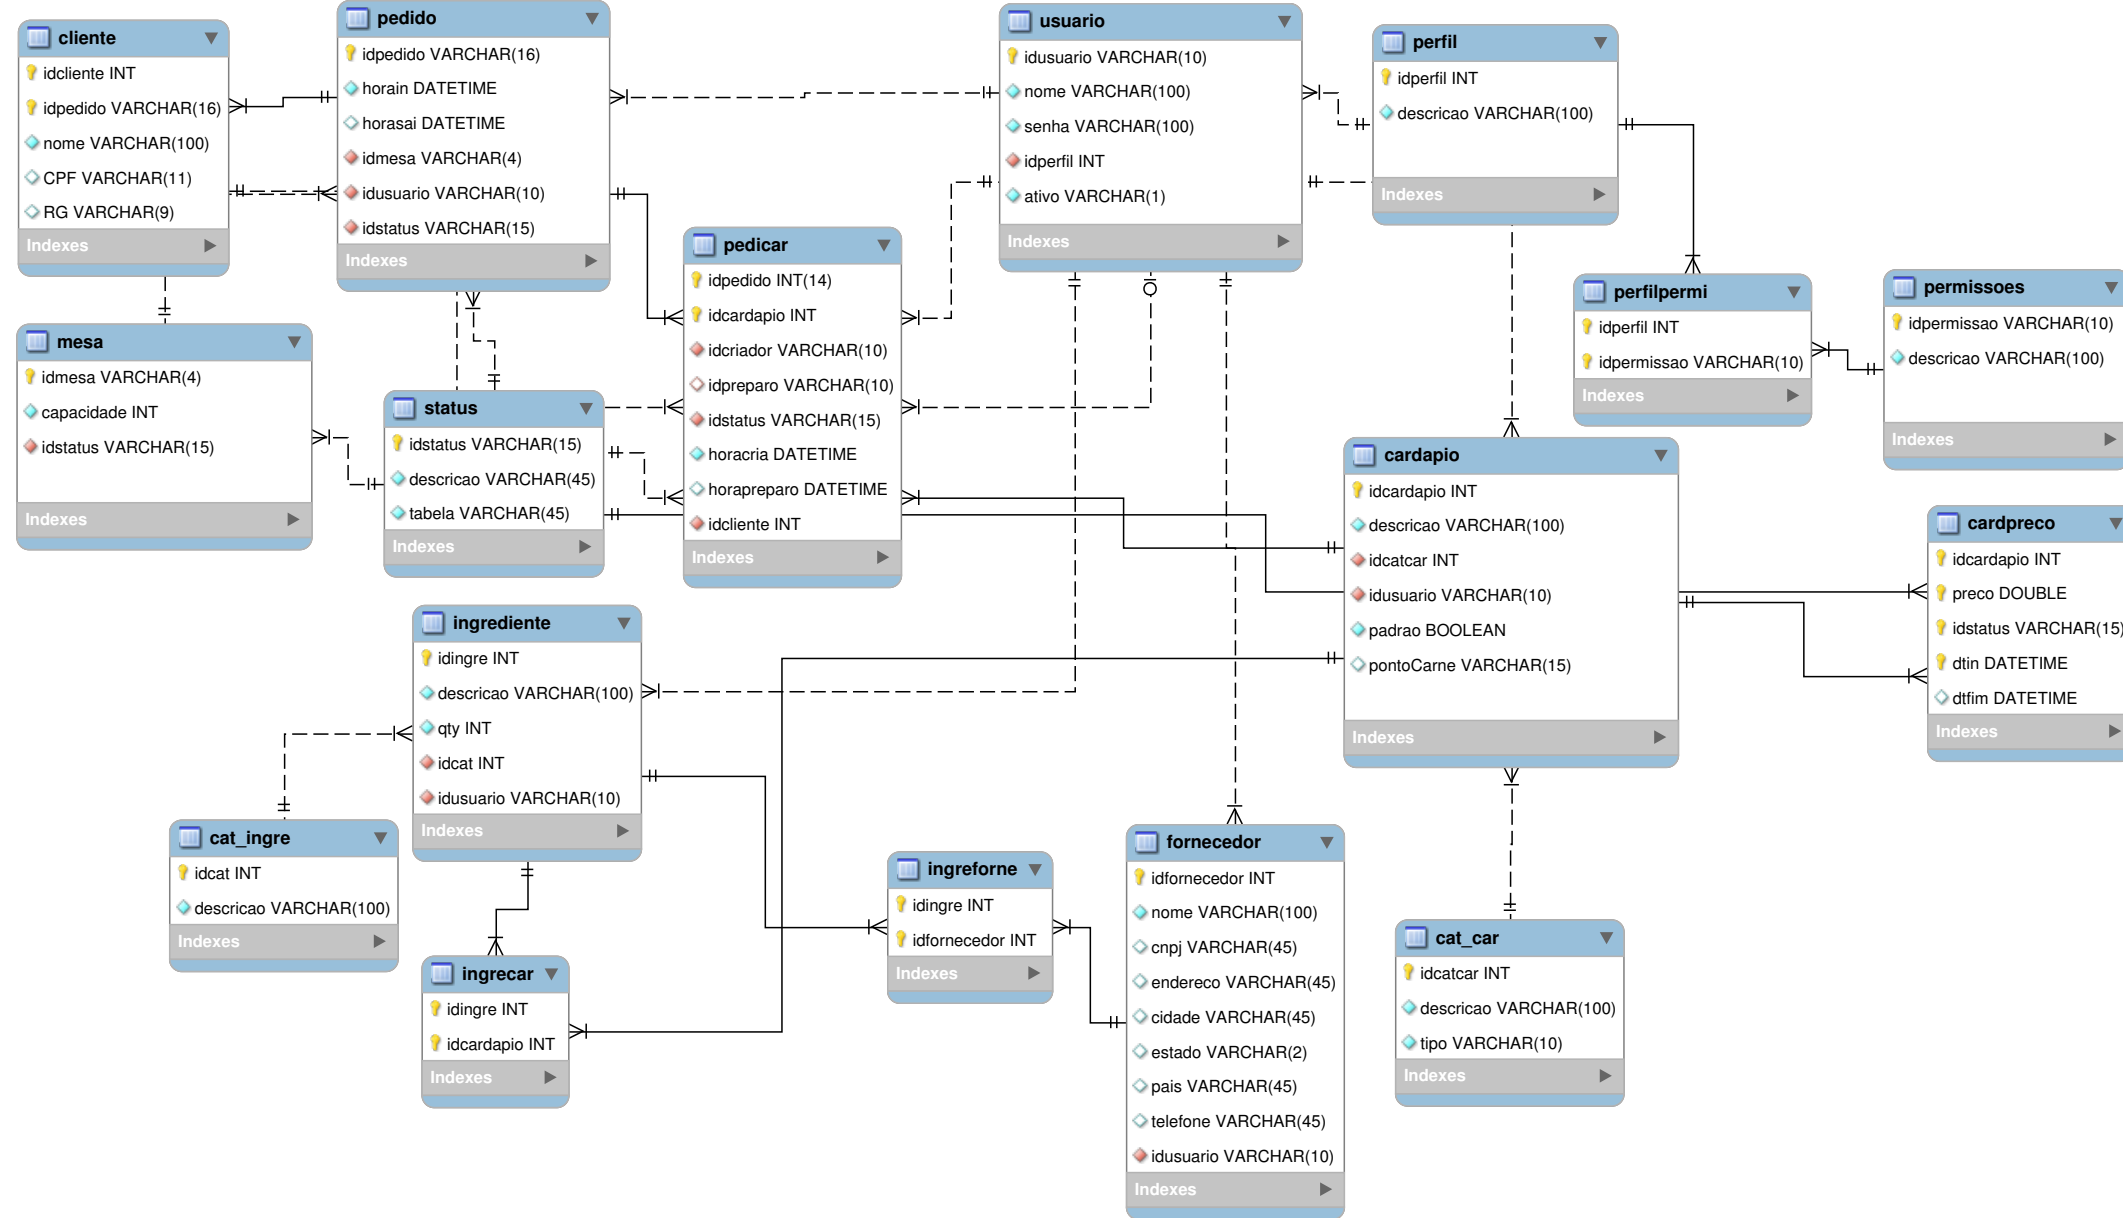 cliente
idcliente INT
idpedido VARCHAR(16)
nome VARCHAR(100)
CPF VARCHAR(11)
RG VARCHAR(9)
Indexes
pedido
idpedido VARCHAR(16)
horain DATETIME
horasai DATETIME
idmesa VARCHAR(4)
idusuario VARCHAR(10)
idstatus VARCHAR(15)
Indexes
usuario
idusuario VARCHAR(10)
nome VARCHAR(100)
senha VARCHAR(100)
idperfil INT
ativo VARCHAR(1)
Indexes
perfil
idperfil INT
descricao VARCHAR(100)
Indexes
pedicar
idpedido INT(14)
idcardapio INT
idcriador VARCHAR(10)
idpreparo VARCHAR(10)
idstatus VARCHAR(15)
horacria DATETIME
horapreparo DATETIME
idcliente INT
Indexes
perfilpermi
idperfil INT
idpermissao VARCHAR(10)
Indexes
permissoes
idpermissao VARCHAR(10)
descricao VARCHAR(100)
Indexes
mesa
idmesa VARCHAR(4)
capacidade INT
idstatus VARCHAR(15)
Indexes
status
idstatus VARCHAR(15)
descricao VARCHAR(45)
tabela VARCHAR(45)
Indexes
cardapio
idcardapio INT
descricao VARCHAR(100)
idcatcar INT
idusuario VARCHAR(10)
padrao BOOLEAN
pontoCarne VARCHAR(15)
Indexes
cardpreco
idcardapio INT
preco DOUBLE
idstatus VARCHAR(15)
dtin DATETIME
dtfim DATETIME
Indexes
ingrediente
idingre INT
descricao VARCHAR(100)
qty INT
idcat INT
idusuario VARCHAR(10)
Indexes
cat_ingre
idcat INT
descricao VARCHAR(100)
Indexes
ingrecar
idingre INT
idcardapio INT
Indexes
ingreforne
idingre INT
idfornecedor INT
Indexes
fornecedor
idfornecedor INT
nome VARCHAR(100)
cnpj VARCHAR(45)
endereco VARCHAR(45)
cidade VARCHAR(45)
estado VARCHAR(2)
pais VARCHAR(45)
telefone VARCHAR(45)
idusuario VARCHAR(10)
Indexes
cat_car
idcatcar INT
descricao VARCHAR(100)
tipo VARCHAR(10)
Indexes